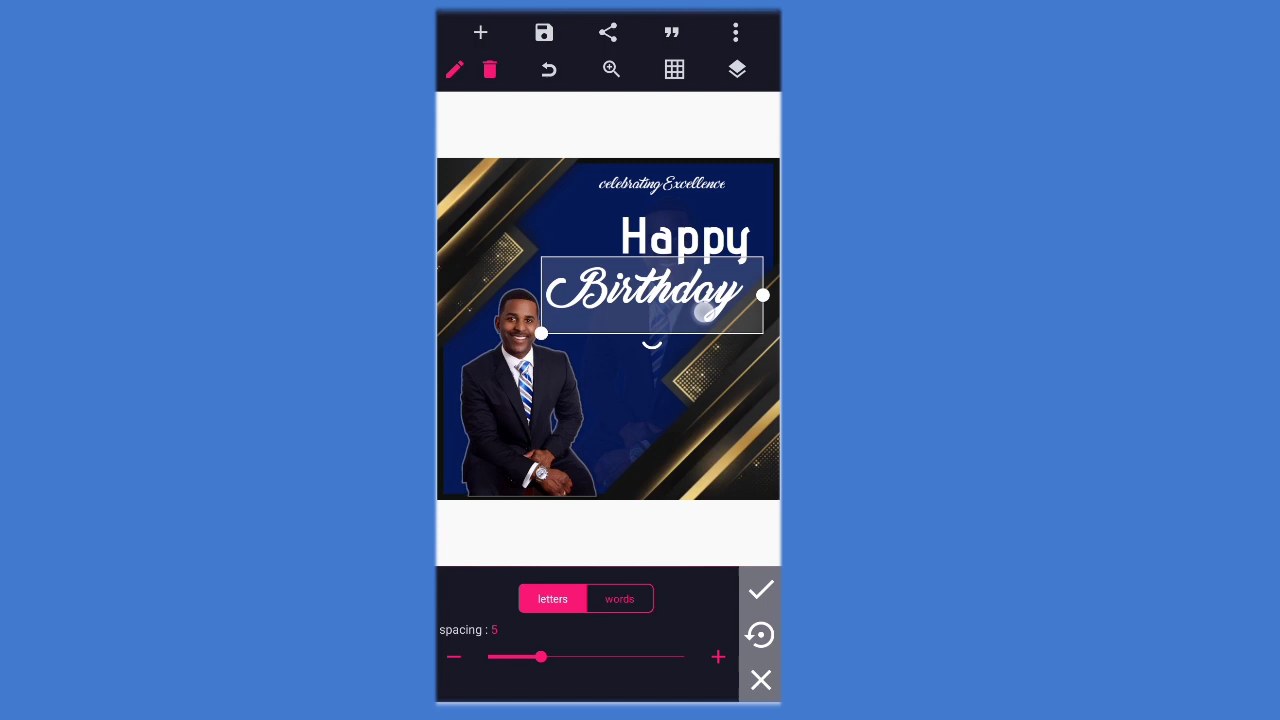 celebrating Excellence
Happy
Birthday
letters words
spacing : 5